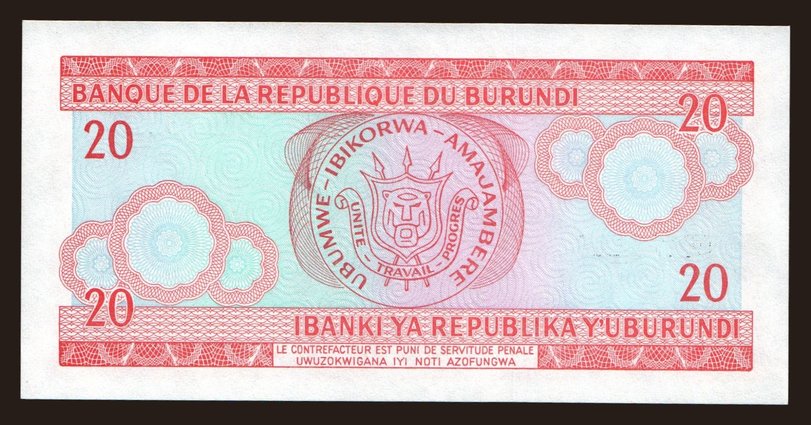 BANQUE DE LA REPUBLIQUE DU BURUNDI
20
20
UBUMWE - IBIKORWA - AMAJAMBERE
UNITE - TRAVAIL - PROGRES
20
20
IBANKI YA REPUBLIKA Y'UBURUNDI
LE CONTREFACTEUR EST PUNI DE SERVITUDE PENALE
UWUZOKWIGANA IYI NOTI AZOFUNGWA